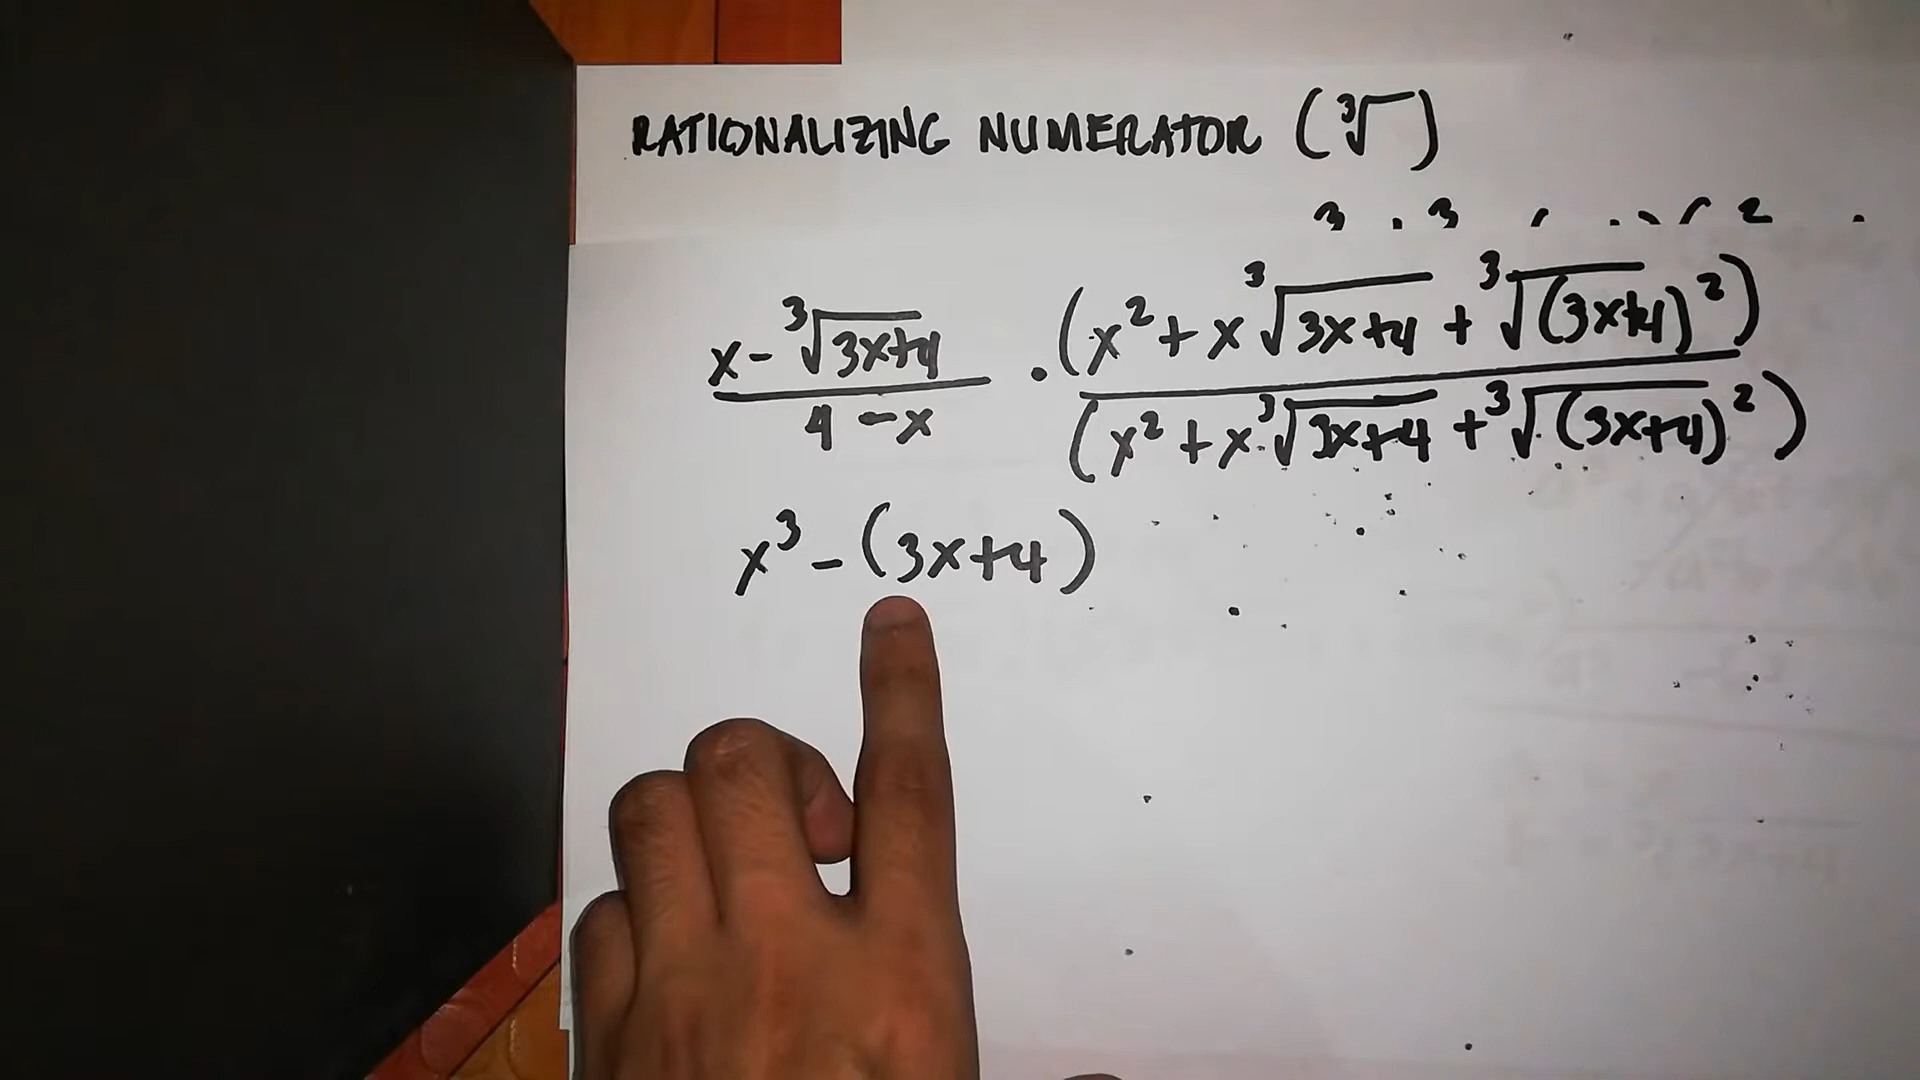 RATIONALIZING NUMERATOR (∛‾)
x - ∛(3x+4) / 4 - x · (x² + x∛(3x+4) + ∛((3x+4)²)) / (x² + x∛(3x+4) + ∛((3x+4)²))
x³ - (3x+4)